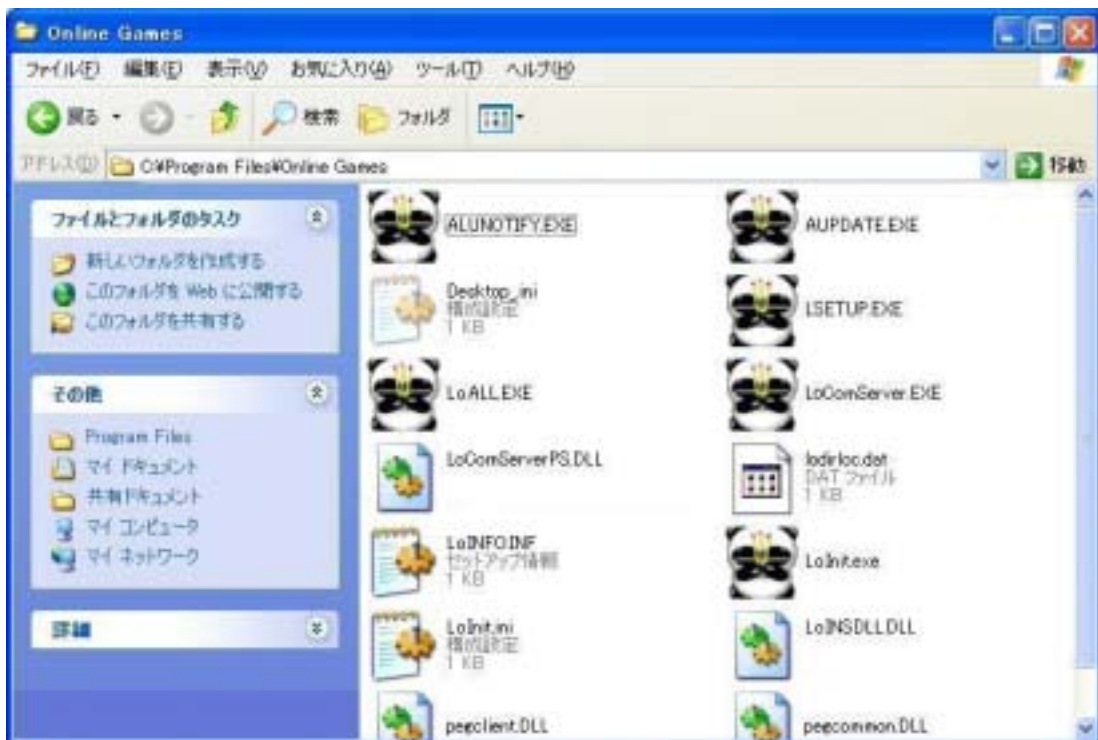 Online Games
ファイル(F) 編集(E) 表示(V) お気に入り(A) ツール(T) ヘルプ(H)
戻る 検索 フォルダ
アドレス(D) C:¥Program Files¥Online Games 移動
ファイルとフォルダのタスク
新しいフォルダを作成する
このフォルダを Web に公開する
このフォルダを共有する
その他
Program Files
マイ ドキュメント
共有ドキュメント
マイ コンピュータ
マイ ネットワーク
詳細
ALUNOTIFY.EXE
AUPDATE.EXE
Desktop_.ini
構成設定
1 KB
LSETUP.EXE
LoALL.EXE
LoComServer.EXE
LoComServerPS.DLL
lodirloc.dat
DAT ファイル
1 KB
LoINFO.INF
セットアップ情報
1 KB
LoInit.exe
LoInit.ini
構成設定
1 KB
LoINSDLL.DLL
pegclient.DLL
pegcommon.DLL